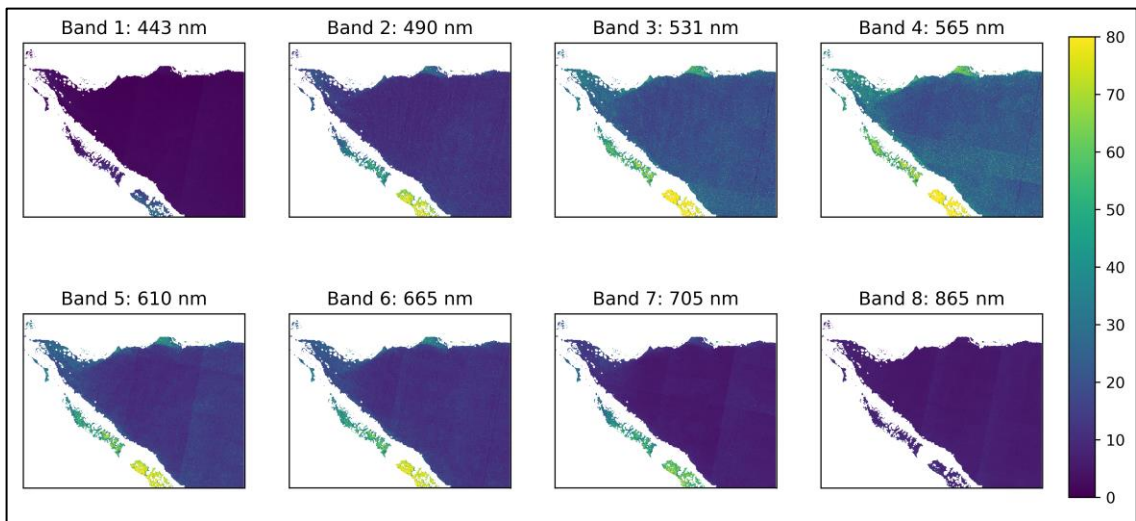 Band 1: 443 nm
Band 2: 490 nm
Band 3: 531 nm
Band 4: 565 nm
80
70
60
50
40
30
20
10
0
Band 5: 610 nm
Band 6: 665 nm
Band 7: 705 nm
Band 8: 865 nm